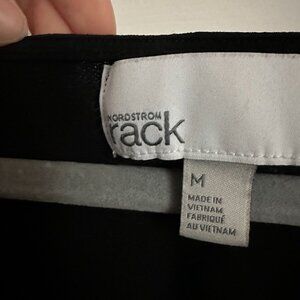 NORDSTROM
rack
M
MADE IN
VIETNAM
FABRIQUÉ
AU VIETNAM